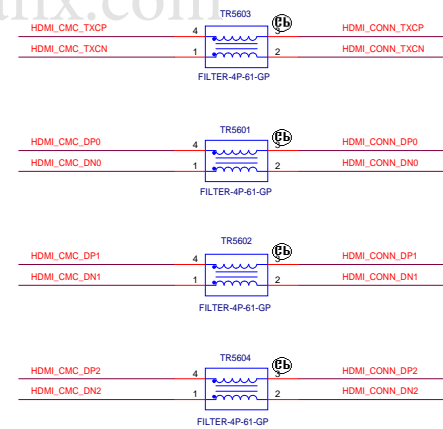 fix.com
TR5603
HDMI_CMC_TXCP 4 3 HDMI_CONN_TXCP
HDMI_CMC_TXCN 1 2 HDMI_CONN_TXCN
FILTER-4P-61-GP
TR5601
HDMI_CMC_DP0 4 3 HDMI_CONN_DP0
HDMI_CMC_DN0 1 2 HDMI_CONN_DN0
FILTER-4P-61-GP
TR5602
HDMI_CMC_DP1 4 3 HDMI_CONN_DP1
HDMI_CMC_DN1 1 2 HDMI_CONN_DN1
FILTER-4P-61-GP
TR5604
HDMI_CMC_DP2 4 3 HDMI_CONN_DP2
HDMI_CMC_DN2 1 2 HDMI_CONN_DN2
FILTER-4P-61-GP